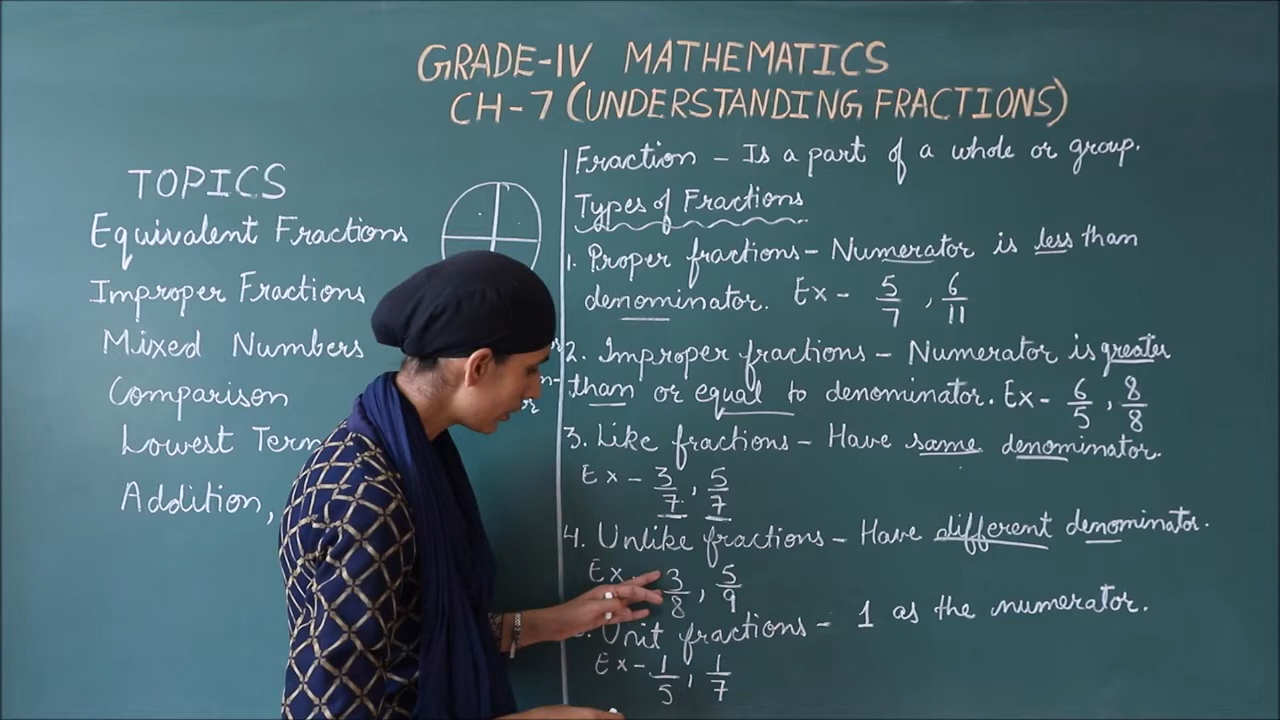 GRADE-IV MATHEMATICS
CH-7 (UNDERSTANDING FRACTIONS)
TOPICS
Equivalent Fractions
Improper Fractions
Mixed Numbers
Comparison
Lowest Term
Addition,
Fraction - Is a part of a whole or group.
Types of Fractions
1. Proper fractions - Numerator is less than
denominator. Ex - 5/7, 6/11
2. Improper fractions - Numerator is greater
than or equal to denominator. Ex - 6/5, 8/8
3. Like fractions - Have same denominator.
Ex - 3/7, 5/7
4. Unlike fractions - Have different denominator.
Ex 3/8, 5/9
Unit fractions - 1 as the numerator.
Ex - 1/5, 1/7